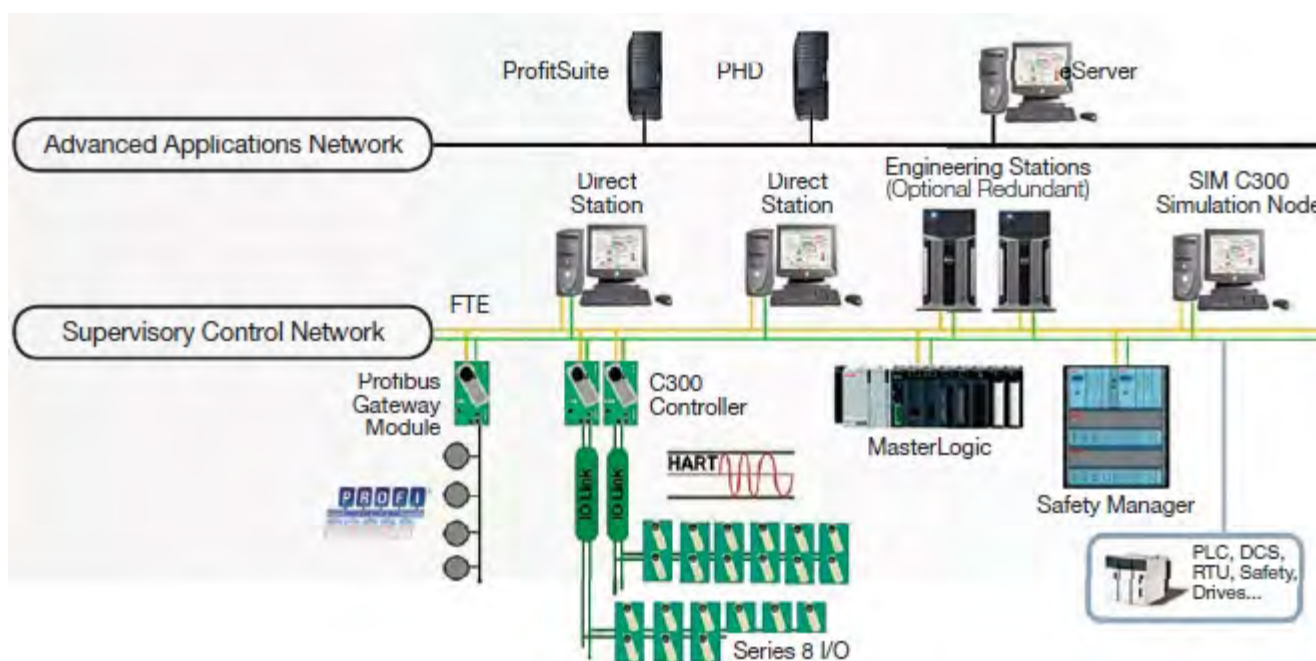 ProfitSuite
PHD
eServer
Advanced Applications Network
Direct
Station
Direct
Station
Engineering Stations
(Optional Redundant)
SIM C300
Simulation Node
FTE
Supervisory Control Network
Profibus
Gateway
Module
C300
Controller
MasterLogic
Safety Manager
HART
IO Link
IO Link
PROFI
PLC, DCS,
RTU, Safety,
Drives...
Series 8 I/O